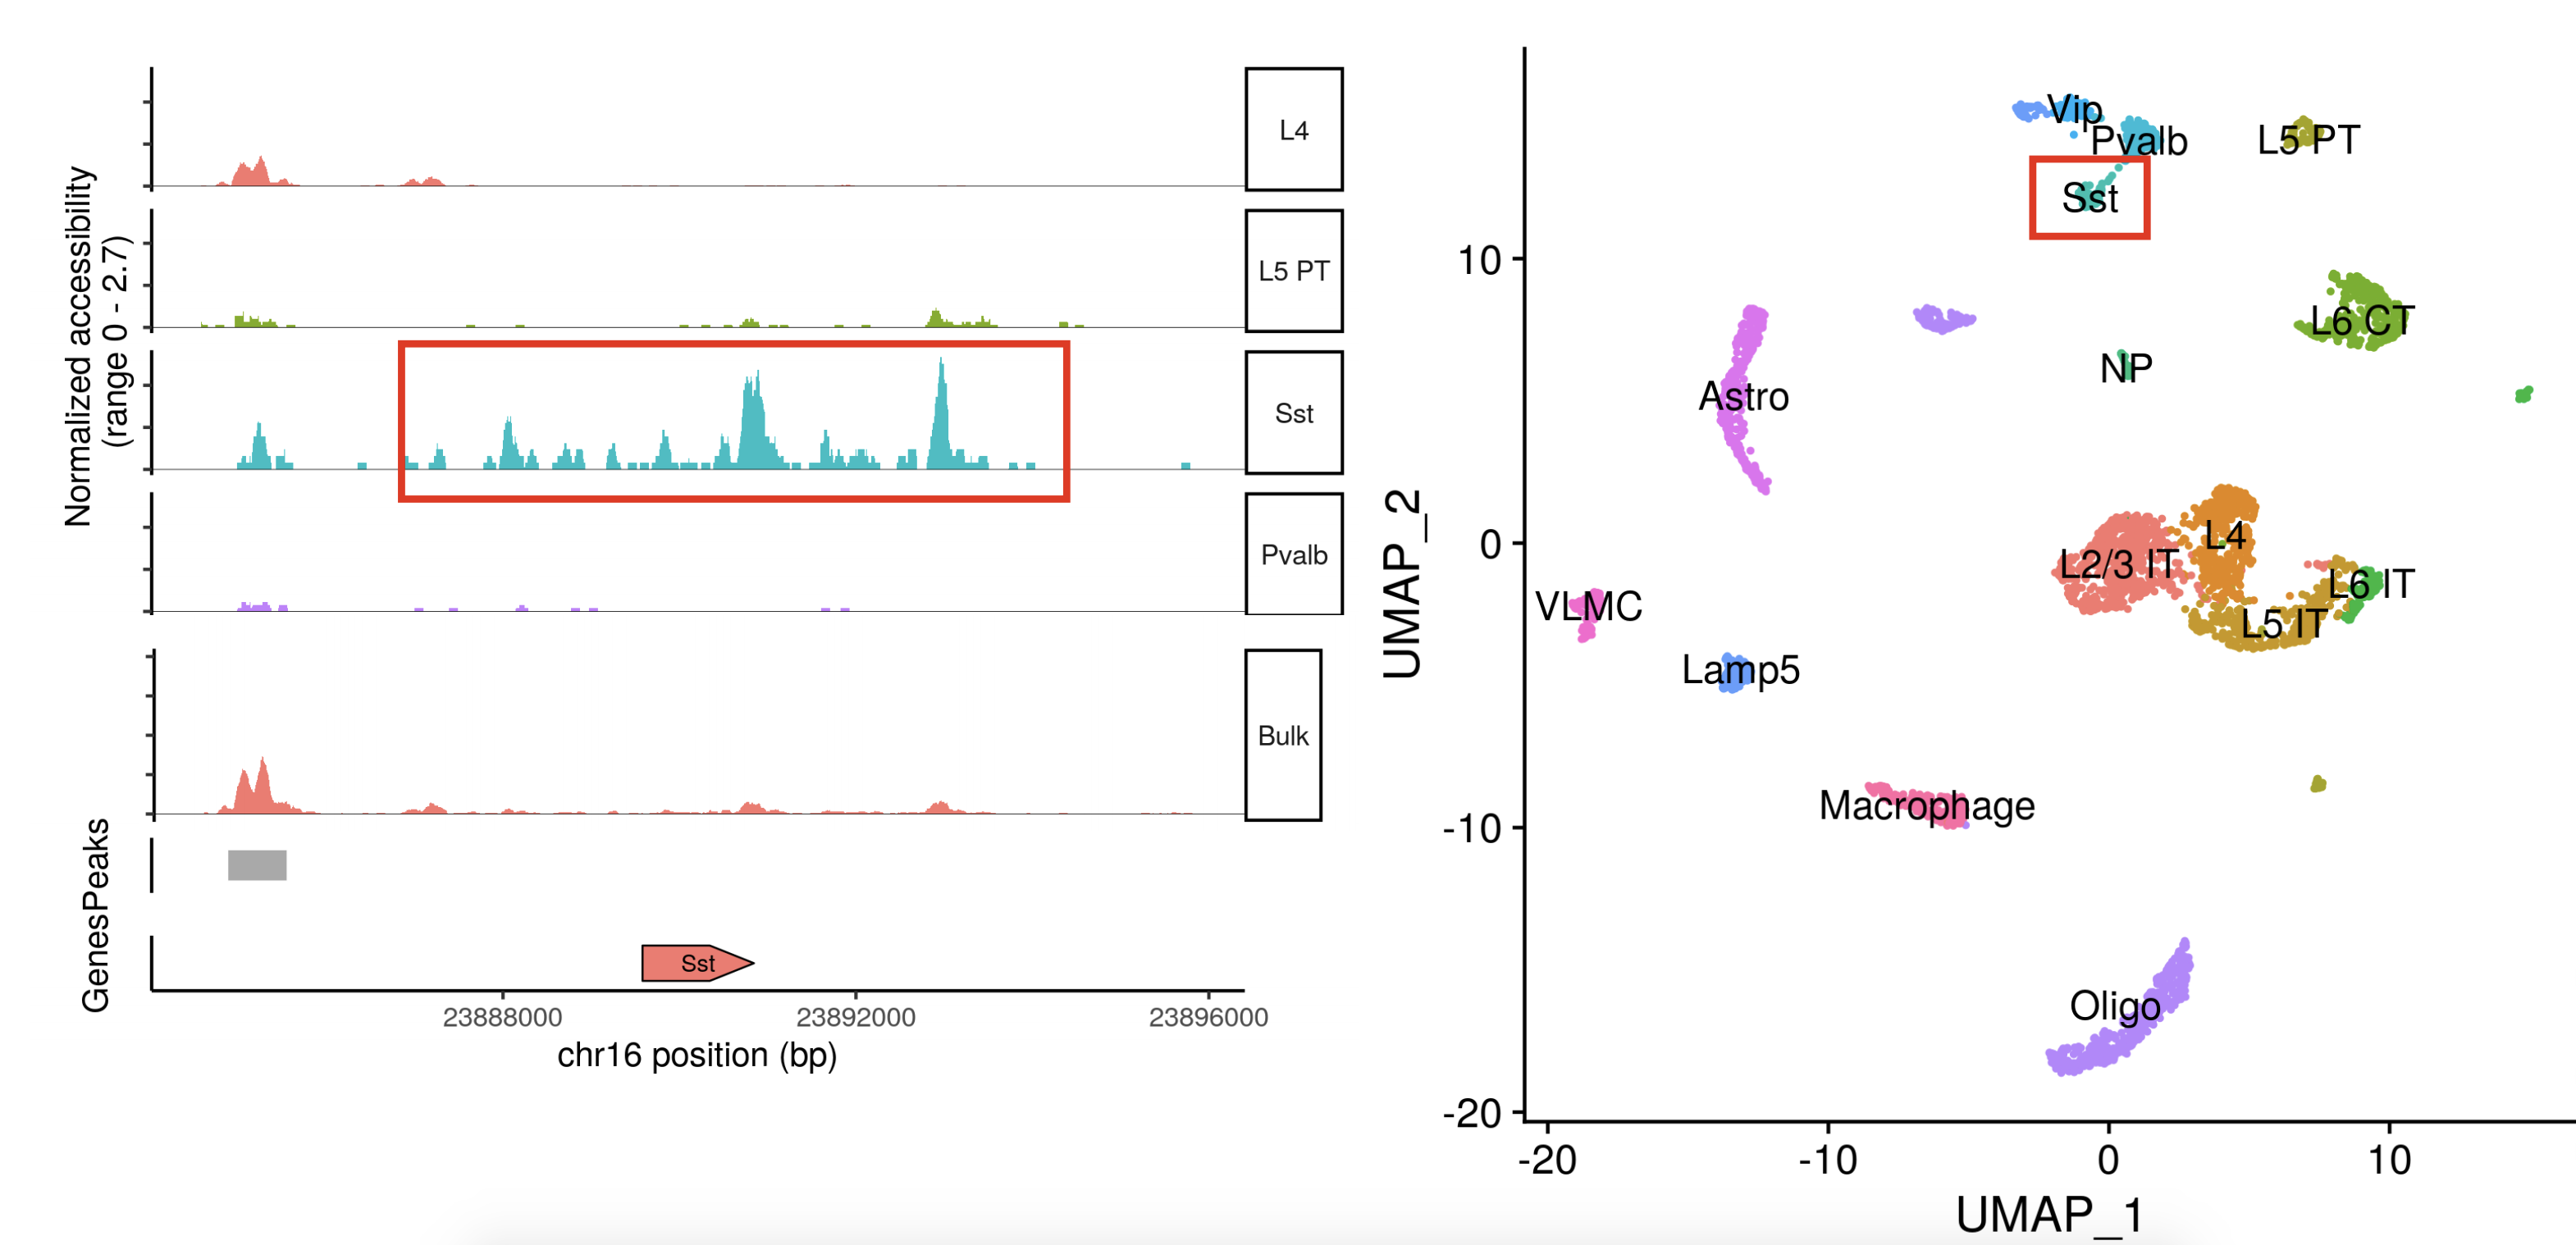 Normalized accessibility
(range 0 - 2.7)
L4
L5 PT
Sst
Pvalb
Bulk
Peaks
Genes
Sst
23888000
23892000
23896000
chr16 position (bp)
UMAP_2
10
0
-10
-20
Vip
Pvalb
L5 PT
Sst
L6 CT
NP
Astro
L4
L2/3 IT
L6 IT
VLMC
L5 IT
Lamp5
Macrophage
Oligo
-20
-10
0
10
UMAP_1